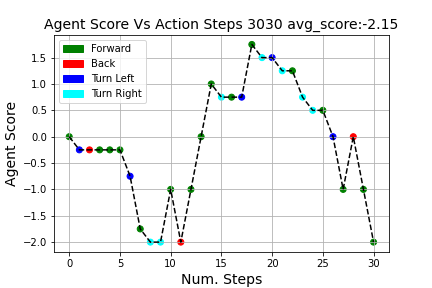 Agent Score Vs Action Steps 3030 avg_score:-2.15
Forward
Back
Turn Left
Turn Right
Agent Score
1.5
1.0
0.5
0.0
−0.5
−1.0
−1.5
−2.0
0 5 10 15 20 25 30
Num. Steps